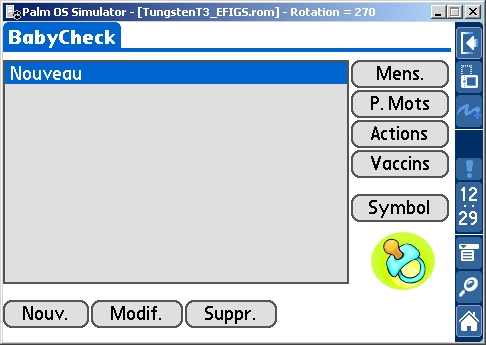 Palm OS Simulator - [TungstenT3_EFIGS.rom] - Rotation = 270
BabyCheck
Nouveau
Mens.
P. Mots
Actions
Vaccins
Symbol
12
29
Nouv.
Modif.
Suppr.